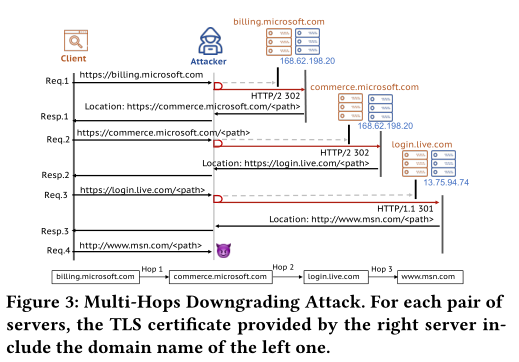 billing.microsoft.com
Client
Attacker
168.62.198.20
Req.1
https://billing.microsoft.com
HTTP/2 302
commerce.microsoft.com
Location: https://commerce.microsoft.com/<path>
Resp.1
168.62.198.20
Req.2
https://commerce.microsoft.com/<path>
HTTP/2 302
login.live.com
Location: https://login.live.com/<path>
Resp.2
13.75.94.74
Req.3
https://login.live.com/<path>
HTTP/1.1 301
Location: http://www.msn.com/<path>
Resp.3
Req.4
http://www.msn.com/<path>
Hop 1
Hop 2
Hop 3
billing.microsoft.com
commerce.microsoft.com
login.live.com
www.msn.com
Figure 3: Multi-Hops Downgrading Attack. For each pair of
servers, the TLS certificate provided by the right server in-
clude the domain name of the left one.